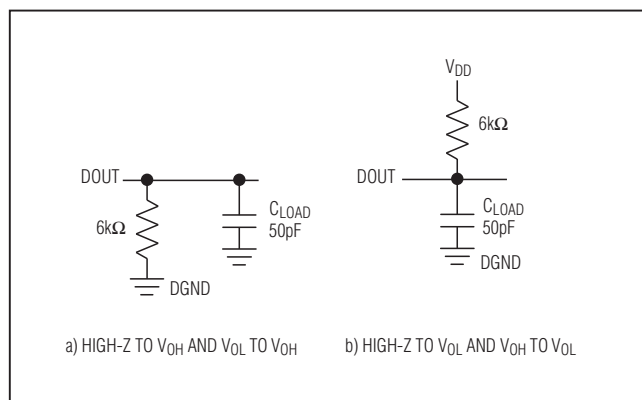 DOUT
6kΩ
DGND
CLOAD
50pF
a) HIGH-Z TO VOH AND VOL TO VOH
VDD
6kΩ
DOUT
CLOAD
50pF
DGND
b) HIGH-Z TO VOL AND VOH TO VOL